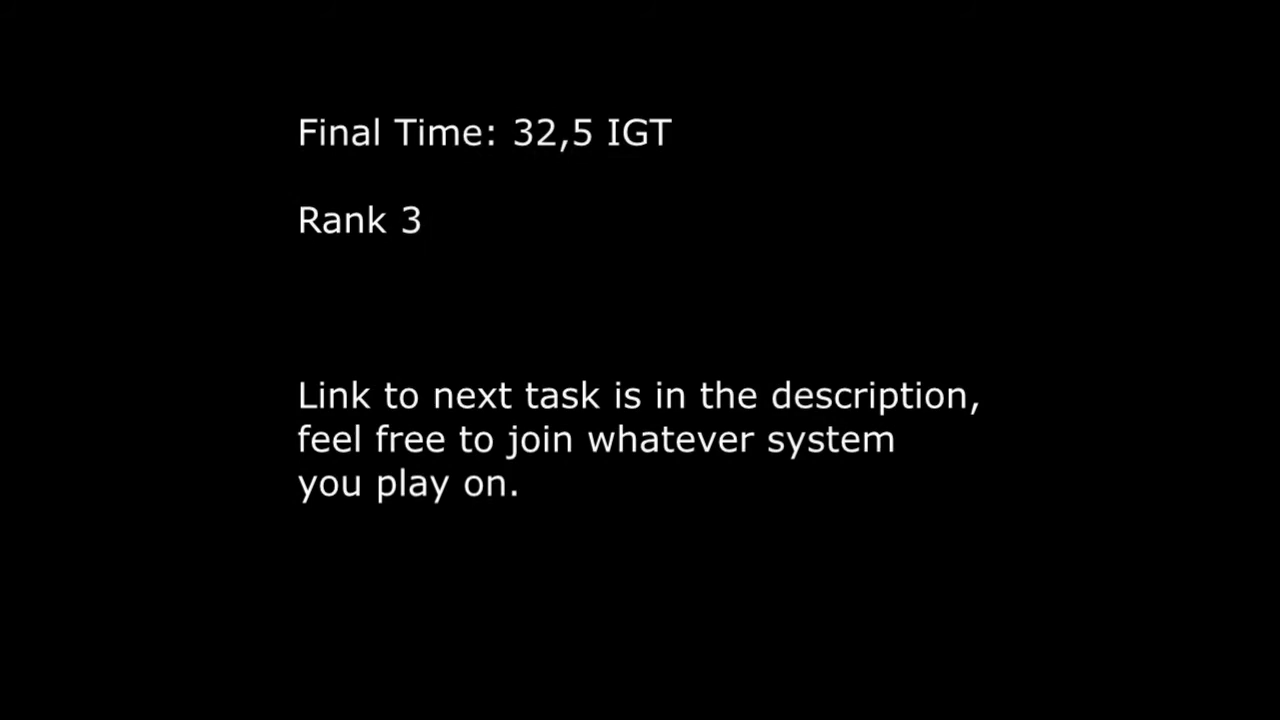 Final Time: 32,5 IGT
Rank 3
Link to next task is in the description,
feel free to join whatever system
you play on.